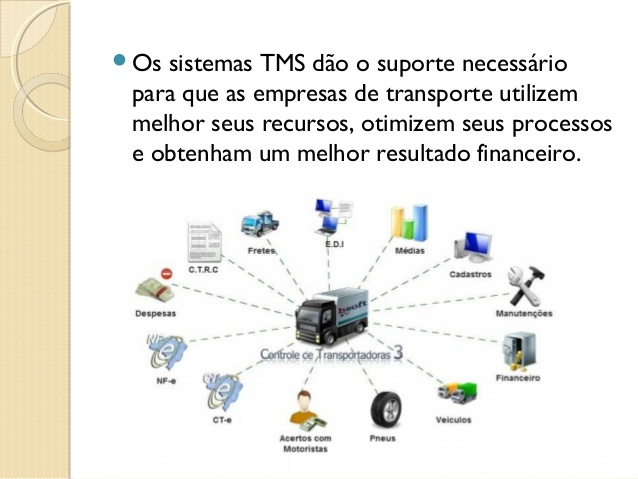 Os sistemas TMS dão o suporte necessário
para que as empresas de transporte utilizem
melhor seus recursos, otimizem seus processos
e obtenham um melhor resultado financeiro.
E.D.I
Fretes
Médias
C.T.R.C
Cadastros
Despesas
bsoft
Manutenções
Controle de Transportadoras 3
NF-e
Financeiro
CT-e
Veículos
Acertos com
Motoristas
Pneus